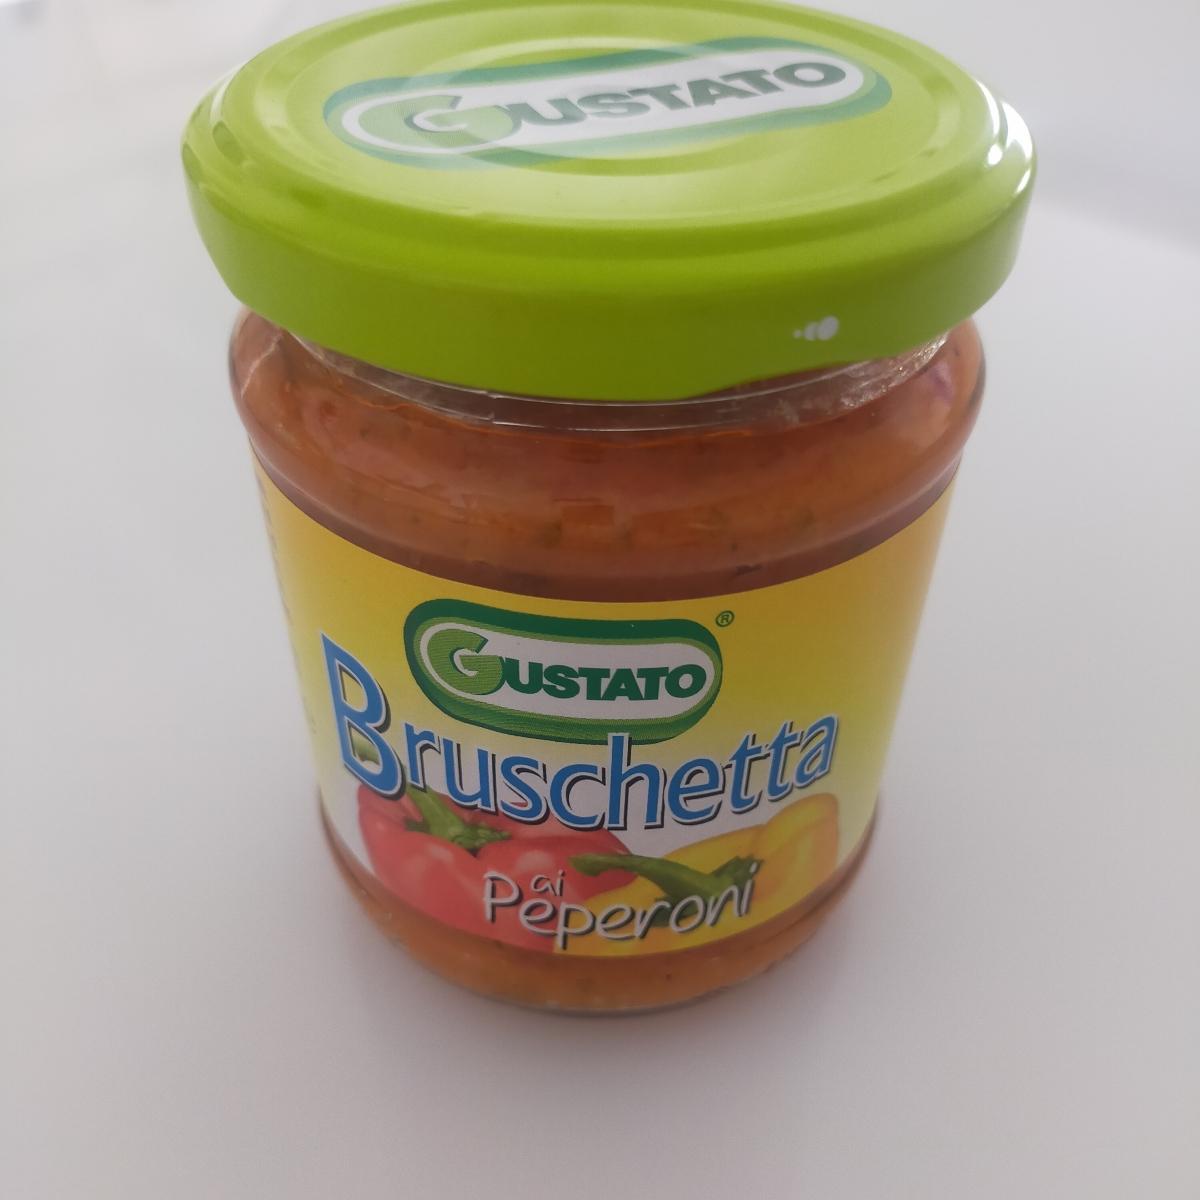 GUSTATO
GUSTATO ®
Bruschetta
ai
Peperoni